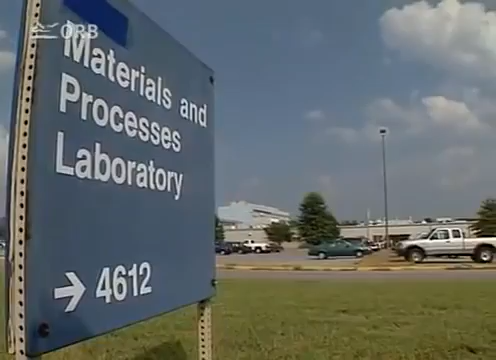 ORB
Materials and
Processes
Laboratory
→ 4612